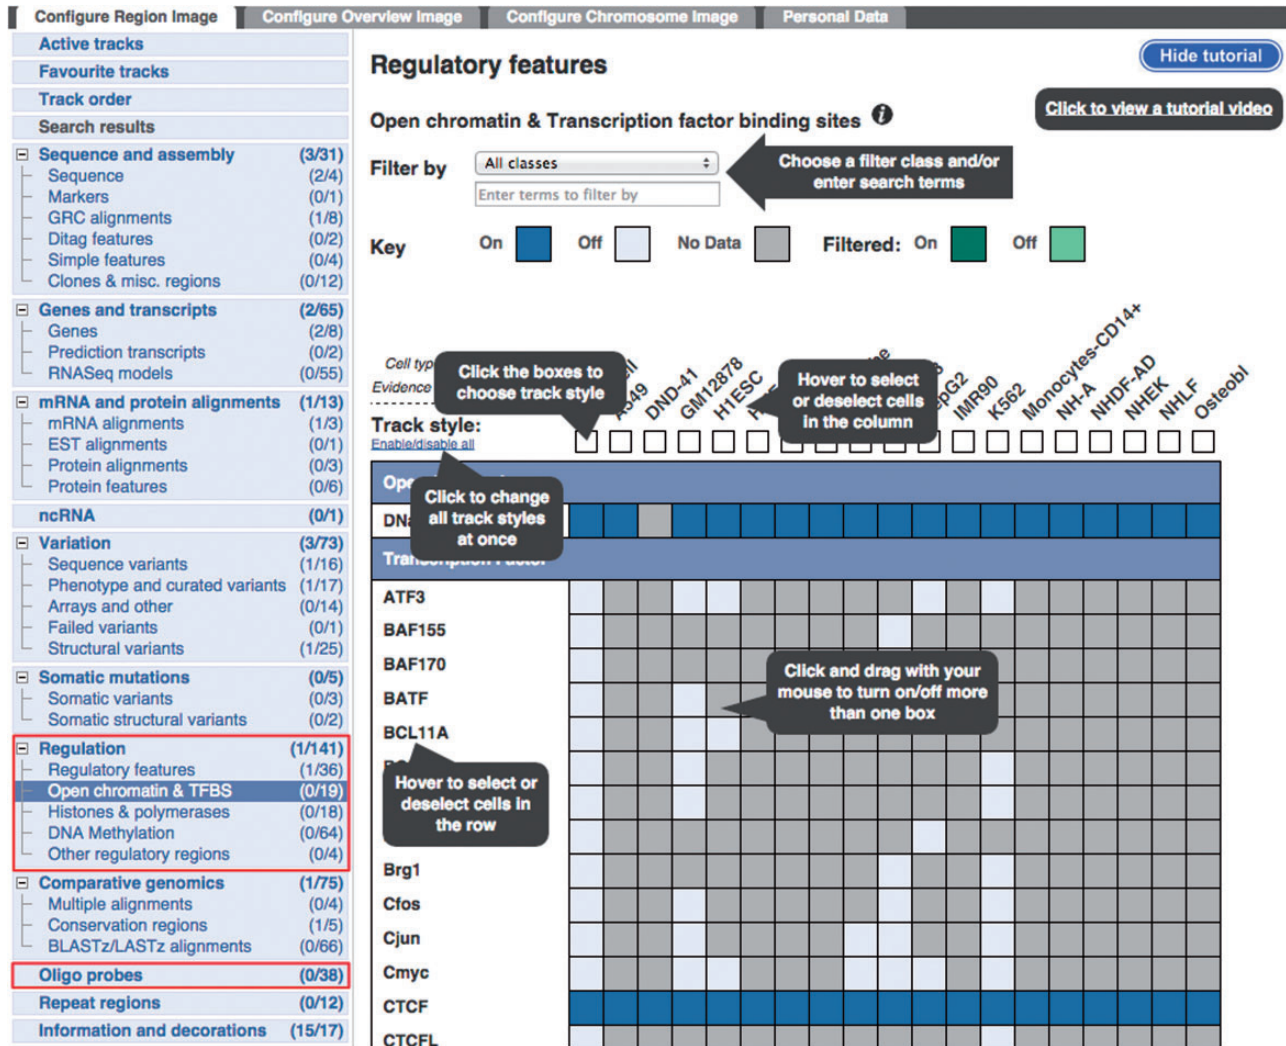 Configure Region Image
Configure Overview Image
Configure Chromosome Image
Personal Data
Active tracks
Favourite tracks
Track order
Search results
Sequence and assembly (3/31)
Sequence (2/4)
Markers (0/1)
GRC alignments (1/8)
Ditag features (0/2)
Simple features (0/4)
Clones & misc. regions (0/12)
Genes and transcripts (2/65)
Genes (2/8)
Prediction transcripts (0/2)
RNASeq models (0/55)
mRNA and protein alignments (1/13)
mRNA alignments (1/3)
EST alignments (0/1)
Protein alignments (0/3)
Protein features (0/6)
ncRNA (0/1)
Variation (3/73)
Sequence variants (1/16)
Phenotype and curated variants (1/17)
Arrays and other (0/14)
Failed variants (0/1)
Structural variants (1/25)
Somatic mutations (0/5)
Somatic variants (0/3)
Somatic structural variants (0/2)
Regulation (1/141)
Regulatory features (1/36)
Open chromatin & TFBS (0/19)
Histones & polymerases (0/18)
DNA Methylation (0/64)
Other regulatory regions (0/4)
Comparative genomics (1/75)
Multiple alignments (0/4)
Conservation regions (1/5)
BLASTz/LASTz alignments (0/66)
Oligo probes (0/38)
Repeat regions (0/12)
Information and decorations (15/17)
Regulatory features
Hide tutorial
Click to view a tutorial video
Open chromatin & Transcription factor binding sites i
Filter by
All classes
Enter terms to filter by
Choose a filter class and/or
enter search terms
Key On Off No Data Filtered: On Off
Cell typ
Evidence
Click the boxes to
choose track style
A549
DND-41
GM12878
H1ESC
Hover to select
or deselect cells
in the column
IMR90
K562
Monocytes-CD14+
NH-A
NHDF-AD
NHEK
NHLF
Osteobl
Track style:
Enable/disable all
Click to change
all track styles
at once
Ope
DNa
ATF3
BAF155
BAF170
BATF
BCL11A
Click and drag with your
mouse to turn on/off more
than one box
Hover to select or
deselect cells in
the row
Brg1
Cfos
Cjun
Cmyc
CTCF
CTCFL